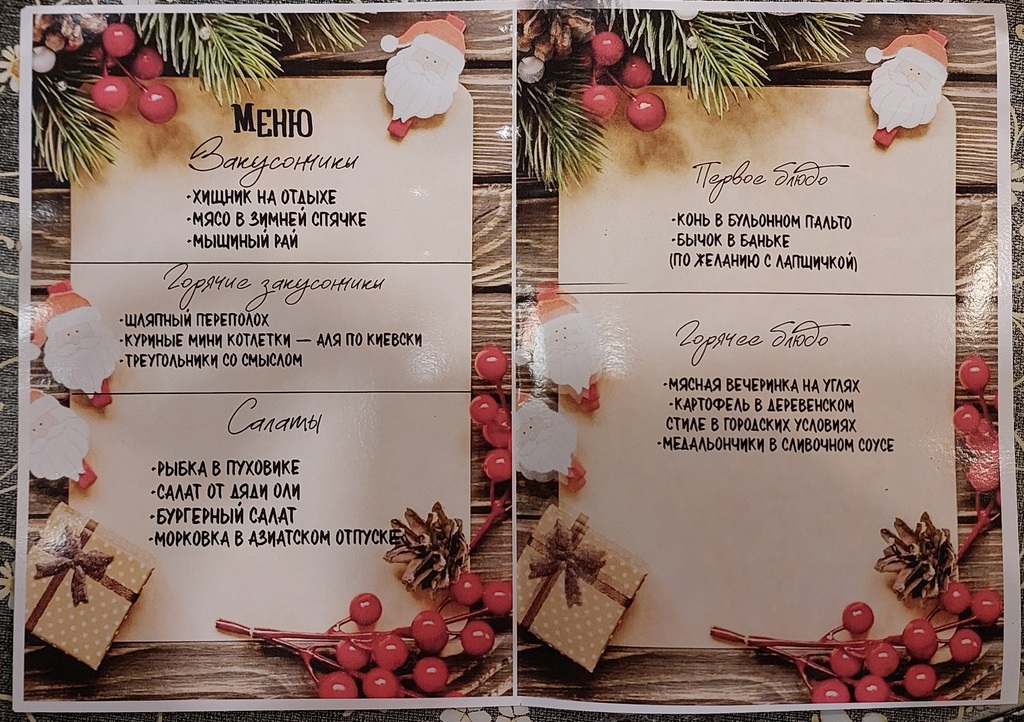 Меню
Закусончики
-Хищник на отдыхе
-Мясо в зимней спячке
-Мышиный рай
Горячие закусончики
-Шляпный переполох
-Куриные мини котлетки — аля по киевски
-Треугольники со смыслом
Салаты
-Рыбка в пуховике
-Салат от дяди Оли
-Бургерный салат
-Морковка в азиатском отпуске
Первое блюдо
-Конь в бульонном пальто
-Бычок в баньке
(по желанию с лапшичкой)
Горячее блюдо
-Мясная вечеринка на углях
-Картофель в деревенском
стиле в городских условиях
-Медальончики в сливочном соусе